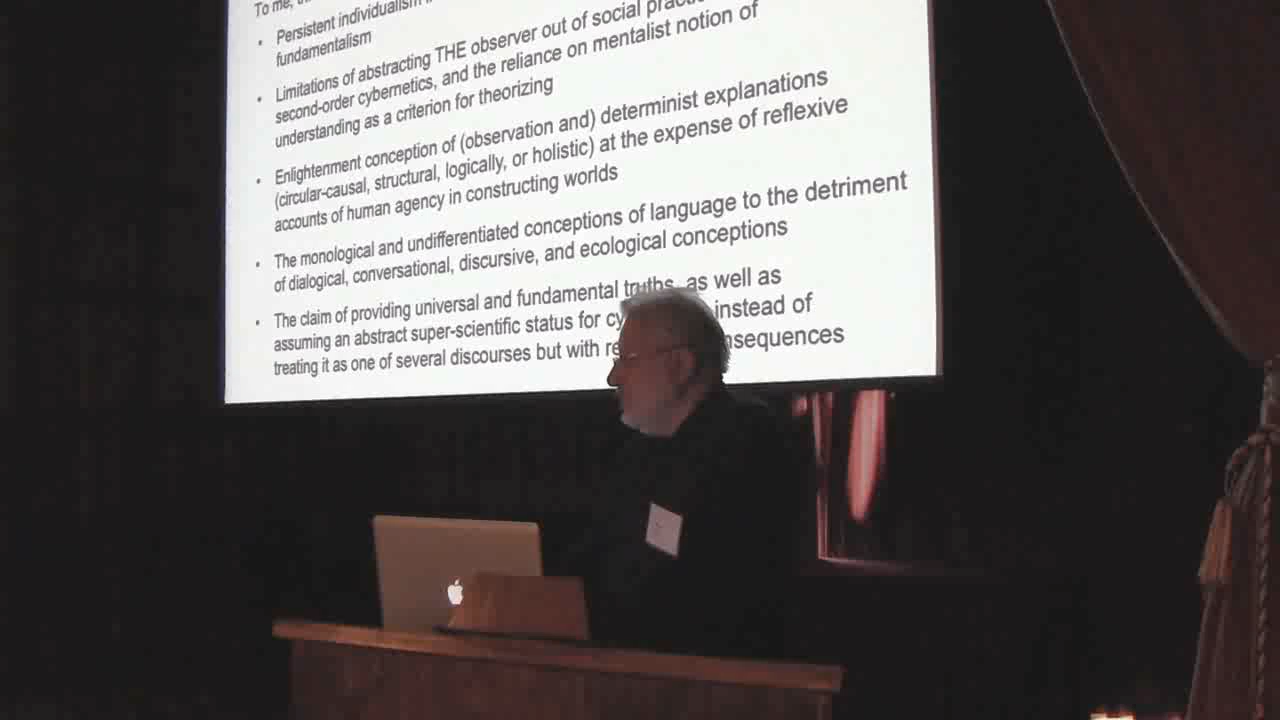 To me,
• Persistent individualism
fundamentalism
• Limitations of abstracting THE observer out of social
second-order cybernetics, and the reliance on mentalist notion of
understanding as a criterion for theorizing
• Enlightenment conception of (observation and) determinist explanations
(circular-causal, structural, logically, or holistic) at the expense of reflexive
accounts of human agency in constructing worlds
• The monological and undifferentiated conceptions of language to the detriment
of dialogical, conversational, discursive, and ecological conceptions
• The claim of providing universal and fundamental truths, as well as
assuming an abstract super-scientific status for instead of
treating it as one of several discourses but with